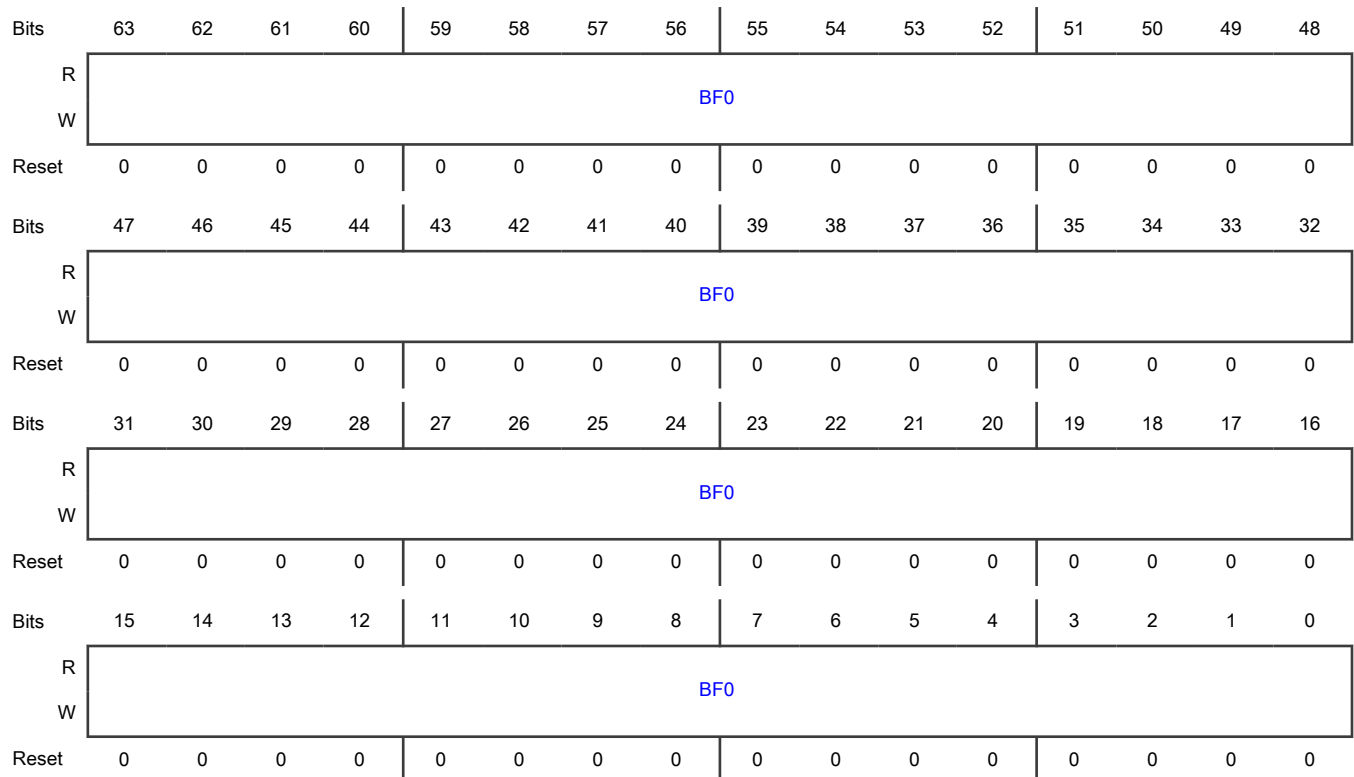 Bits 63 62 61 60 59 58 57 56 55 54 53 52 51 50 49 48
R
BF0
W
Reset 0 0 0 0 0 0 0 0 0 0 0 0 0 0 0 0
Bits 47 46 45 44 43 42 41 40 39 38 37 36 35 34 33 32
R
BF0
W
Reset 0 0 0 0 0 0 0 0 0 0 0 0 0 0 0 0
Bits 31 30 29 28 27 26 25 24 23 22 21 20 19 18 17 16
R
BF0
W
Reset 0 0 0 0 0 0 0 0 0 0 0 0 0 0 0 0
Bits 15 14 13 12 11 10 9 8 7 6 5 4 3 2 1 0
R
BF0
W
Reset 0 0 0 0 0 0 0 0 0 0 0 0 0 0 0 0